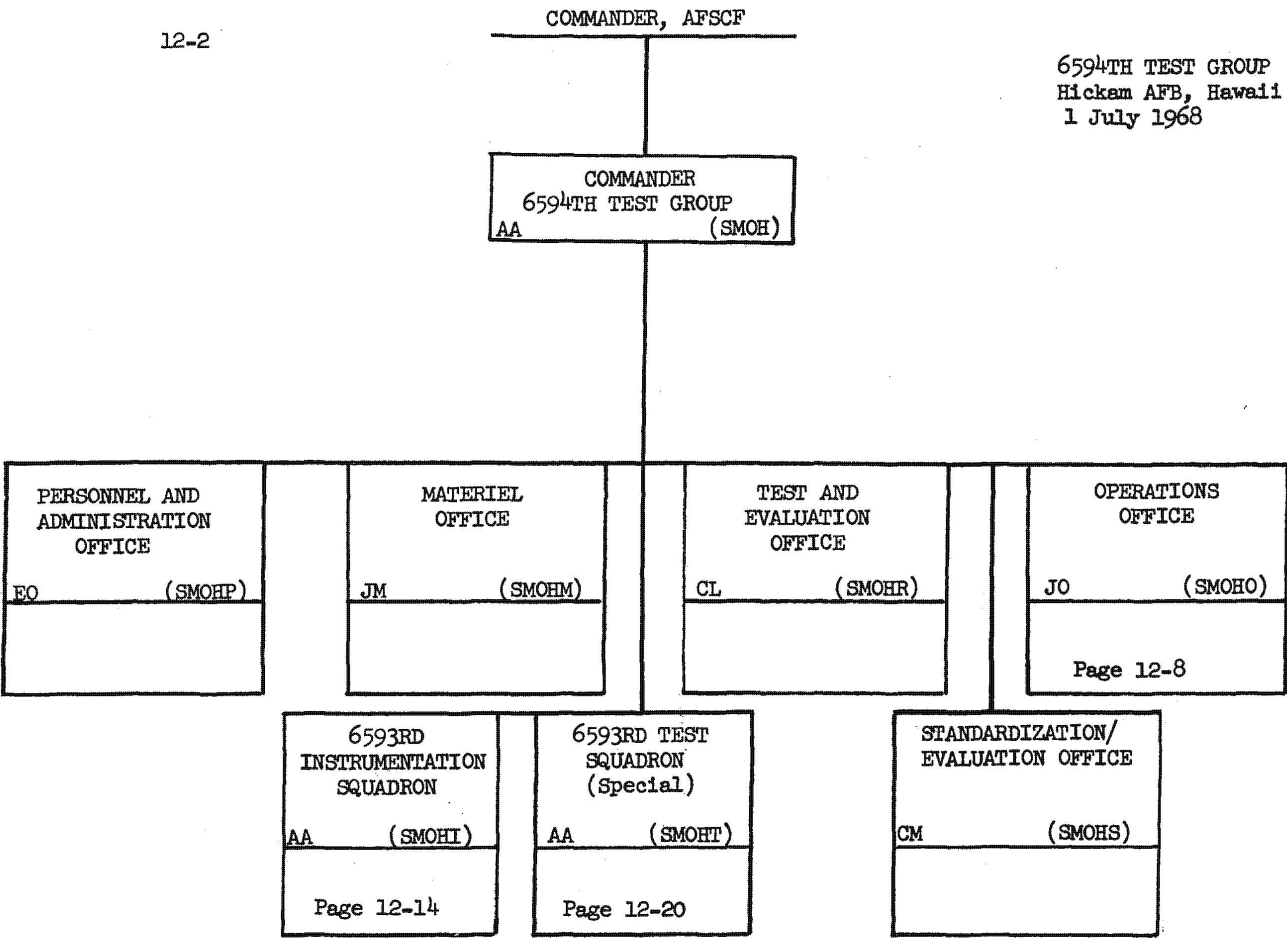 12-2
COMMANDER, AFSCF
6594TH TEST GROUP
Hickam AFB, Hawaii
1 July 1968
COMMANDER
6594TH TEST GROUP
AA (SMOH)
PERSONNEL AND
ADMINISTRATION
OFFICE
EO (SMOHP)
MATERIEL
OFFICE
JM (SMOHM)
TEST AND
EVALUATION
OFFICE
CL (SMOHR)
OPERATIONS
OFFICE
JO (SMOHO)
Page 12-8
6593RD
INSTRUMENTATION
SQUADRON
AA (SMOHI)
Page 12-14
6593RD TEST
SQUADRON
(Special)
AA (SMOHT)
Page 12-20
STANDARDIZATION/
EVALUATION OFFICE
CM (SMOHS)